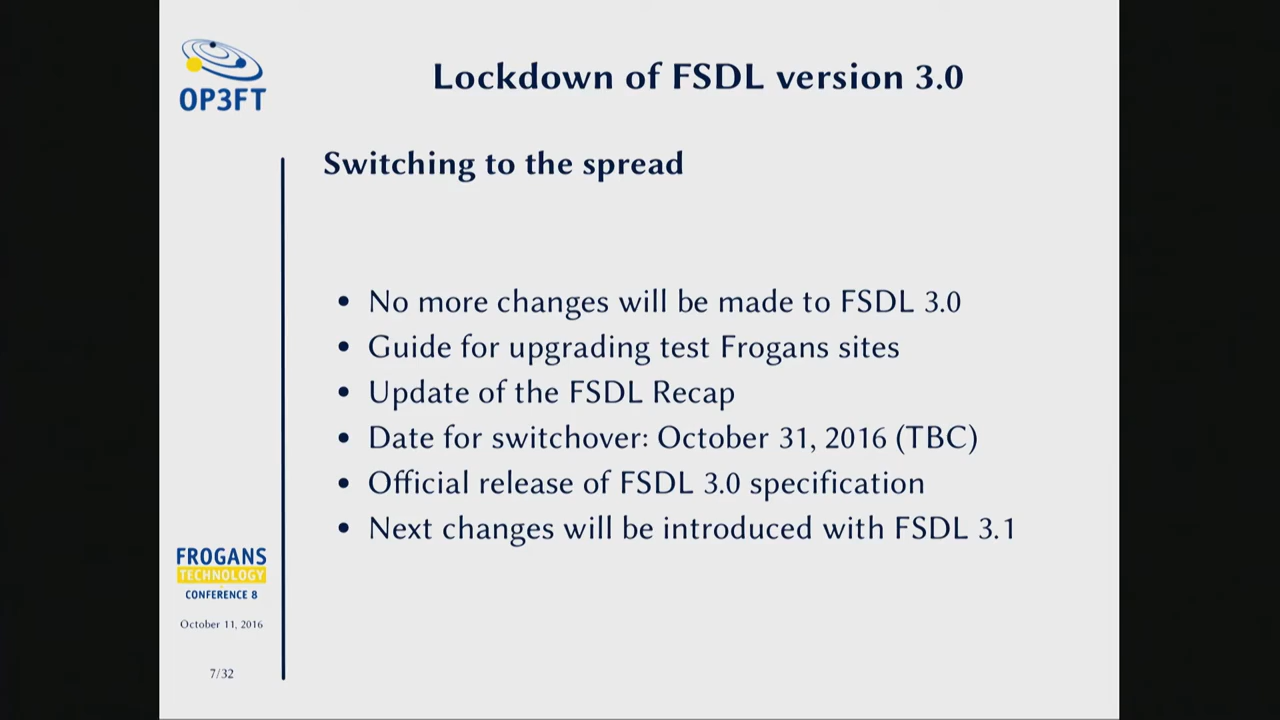 OP3FT
Lockdown of FSDL version 3.0
Switching to the spread
• No more changes will be made to FSDL 3.0
• Guide for upgrading test Frogans sites
• Update of the FSDL Recap
• Date for switchover: October 31, 2016 (TBC)
• Official release of FSDL 3.0 specification
• Next changes will be introduced with FSDL 3.1
FROGANS
TECHNOLOGY
CONFERENCE 8
October 11, 2016
7/32